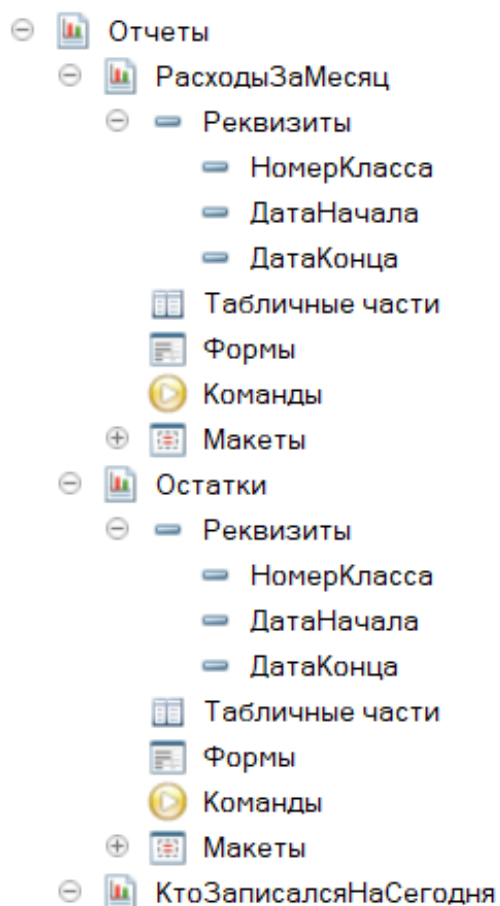 Отчеты
РасходыЗаМесяц
Реквизиты
НомерКласса
ДатаНачала
ДатаКонца
Табличные части
Формы
Команды
Макеты
Остатки
Реквизиты
НомерКласса
ДатаНачала
ДатаКонца
Табличные части
Формы
Команды
Макеты
КтоЗаписалсяНаСегодня